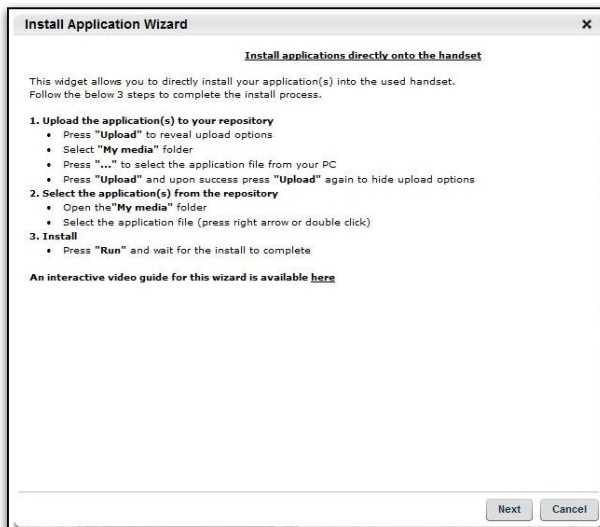 Install Application Wizard
x
Install applications directly onto the handset
This widget allows you to directly install your application(s) into the used handset.
Follow the below 3 steps to complete the install process.
1. Upload the application(s) to your repository
• Press "Upload" to reveal upload options
• Select "My media" folder
• Press "..." to select the application file from your PC
• Press "Upload" and upon success press "Upload" again to hide upload options
2. Select the application(s) from the repository
• Open the"My media" folder
• Select the application file (press right arrow or double click)
3. Install
• Press "Run" and wait for the install to complete
An interactive video guide for this wizard is available here
Next Cancel